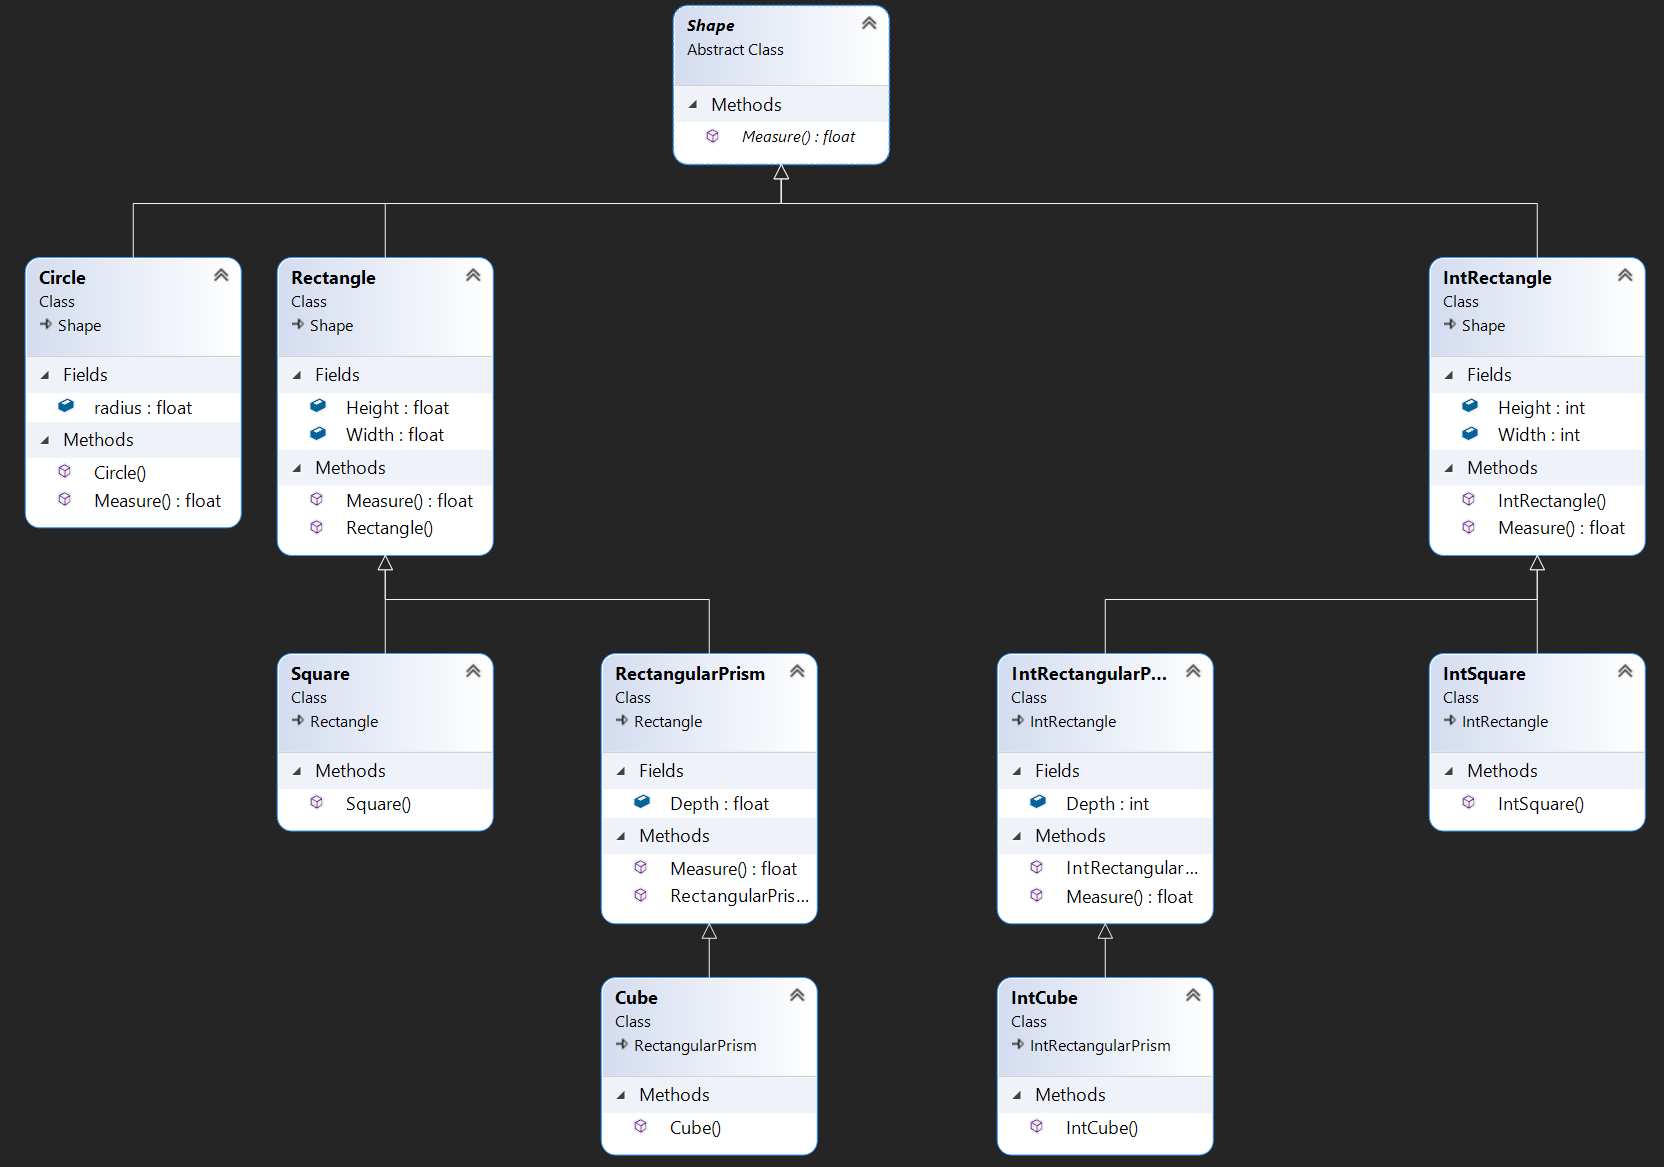 Shape
Abstract Class
Methods
Measure() : float
Circle
Class
Shape
Fields
radius : float
Methods
Circle()
Measure() : float
Rectangle
Class
Shape
Fields
Height : float
Width : float
Methods
Measure() : float
Rectangle()
IntRectangle
Class
Shape
Fields
Height : int
Width : int
Methods
IntRectangle()
Measure() : float
Square
Class
Rectangle
Methods
Square()
RectangularPrism
Class
Rectangle
Fields
Depth : float
Methods
Measure() : float
RectangularPris...
IntRectangularP...
Class
IntRectangle
Fields
Depth : int
Methods
IntRectangular...
Measure() : float
IntSquare
Class
IntRectangle
Methods
IntSquare()
Cube
Class
RectangularPrism
Methods
Cube()
IntCube
Class
IntRectangularPrism
Methods
IntCube()